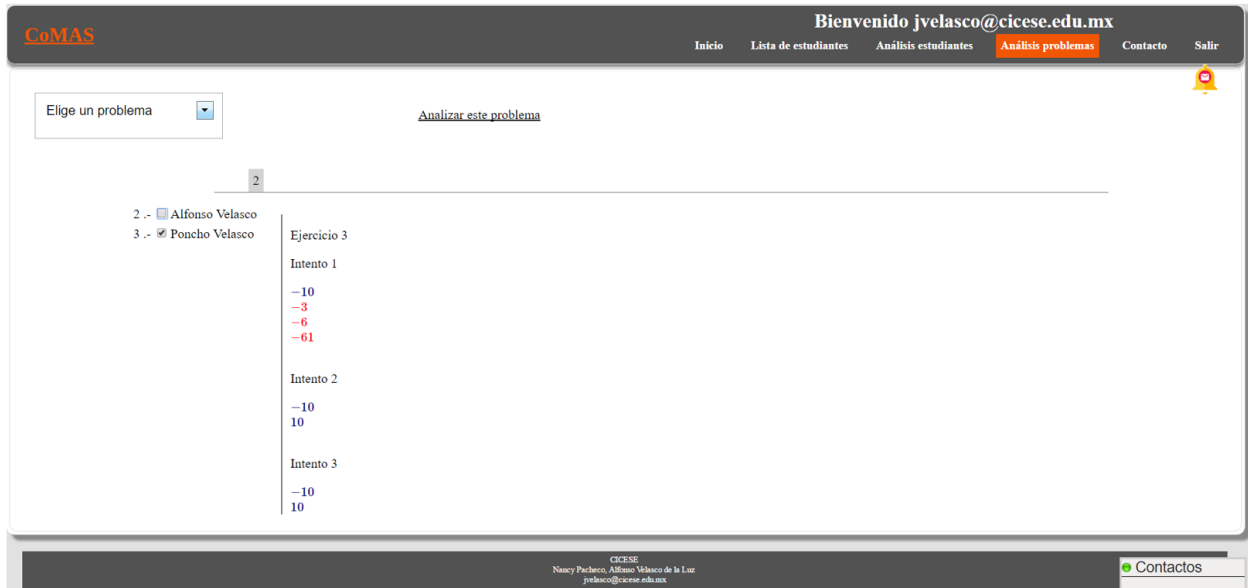 CoMAS
Bienvenido jvelasco@cicese.edu.mx
Inicio Lista de estudiantes Análisis estudiantes Análisis problemas Contacto Salir
Elige un problema
Analizar este problema
2
2 .- Alfonso Velasco
3 .- Poncho Velasco
Ejercicio 3
Intento 1
−10
−3
−6
−61
Intento 2
−10
10
Intento 3
−10
10
CICESE
Nancy Pacheco, Alfonso Velasco de la Luz
jvelasco@cicese.edu.mx
Contactos